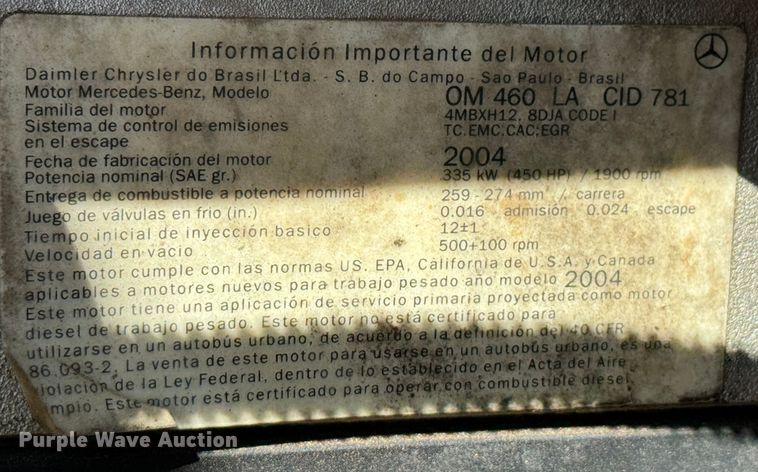 Información Importante del Motor
Daimler Chrysler do Brasil Ltda. - S. B. do Campo - Sao Paulo - Brasil
Motor Mercedes-Benz, Modelo OM 460 LA CID 781
Familia del motor 4MBXH12, 8DJA CODE I
Sistema de control de emisiones TC.EMC.CAC;EGR
en el escape
Fecha de fabricación del motor 2004
Potencia nominal (SAE gr.) 335 kW (450 HP) / 1900 rpm
Entrega de combustible a potencia nominal 259 - 274 mm³ / carrera
Juego de válvulas en frio (in.) 0.016 admisión 0.024 escape
Tiempo inicial de inyección basico 12±1
Velocidad en vacio 500+100 rpm
Este motor cumple con las normas US. EPA, California de U.S.A. y Canada
aplicables a motores nuevos para trabajo pesado año modelo 2004
Este motor tiene una aplicación de servicio primaria proyectada como motor
diesel de trabajo pesado. Este motor no está certificado para
utilizarse en un autobús urbano, de acuerdo a la definición del 40 CFR
86.093-2. La venta de este motor para usarse en un autobus urbano, es una
violación de la Ley Federal, dentro de lo establecido en el Acta del Aire
limpio. Este motor está certificado para operar con combustible diesel.
Purple Wave Auction